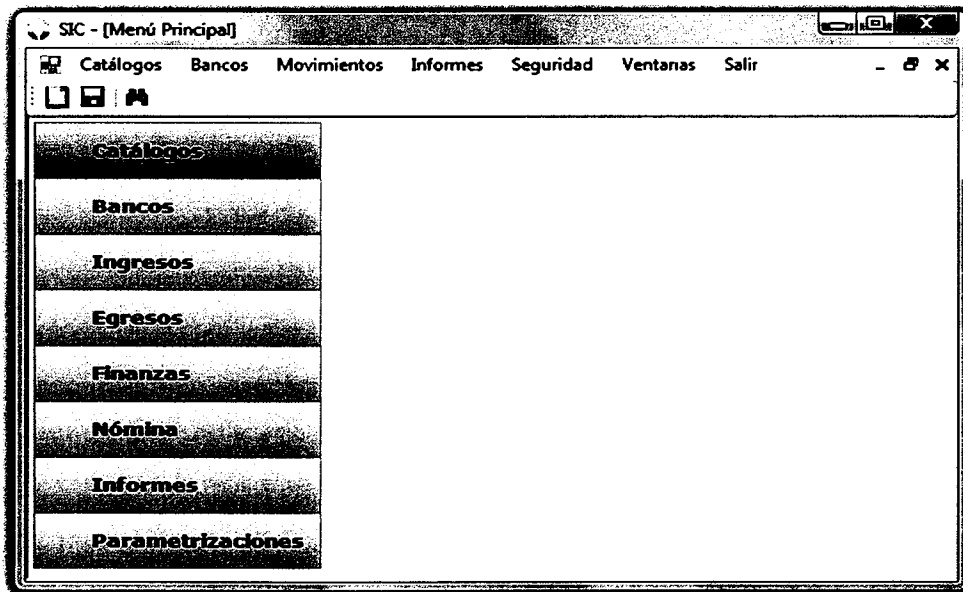 SIC - [Menú Principal]
Catálogos Bancos Movimientos Informes Seguridad Ventanas Salir
Catálogos
Bancos
Ingresos
Egresos
Finanzas
Nómina
Informes
Parametrizaciones